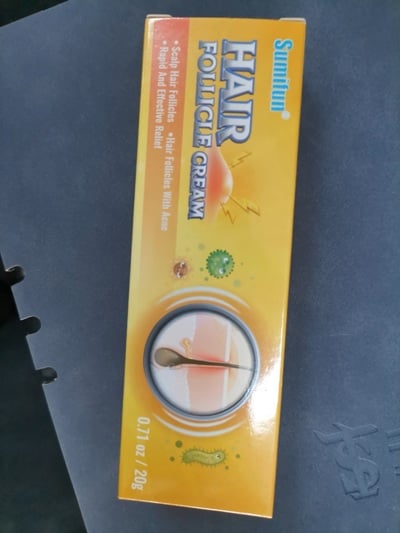 Sumifun®
HAIR
FOLLICLE CREAM
• Scalp Hair Follicles • Hair Follicles With Acne
• Rapid And Effective Relief
0.71 oz / 20g